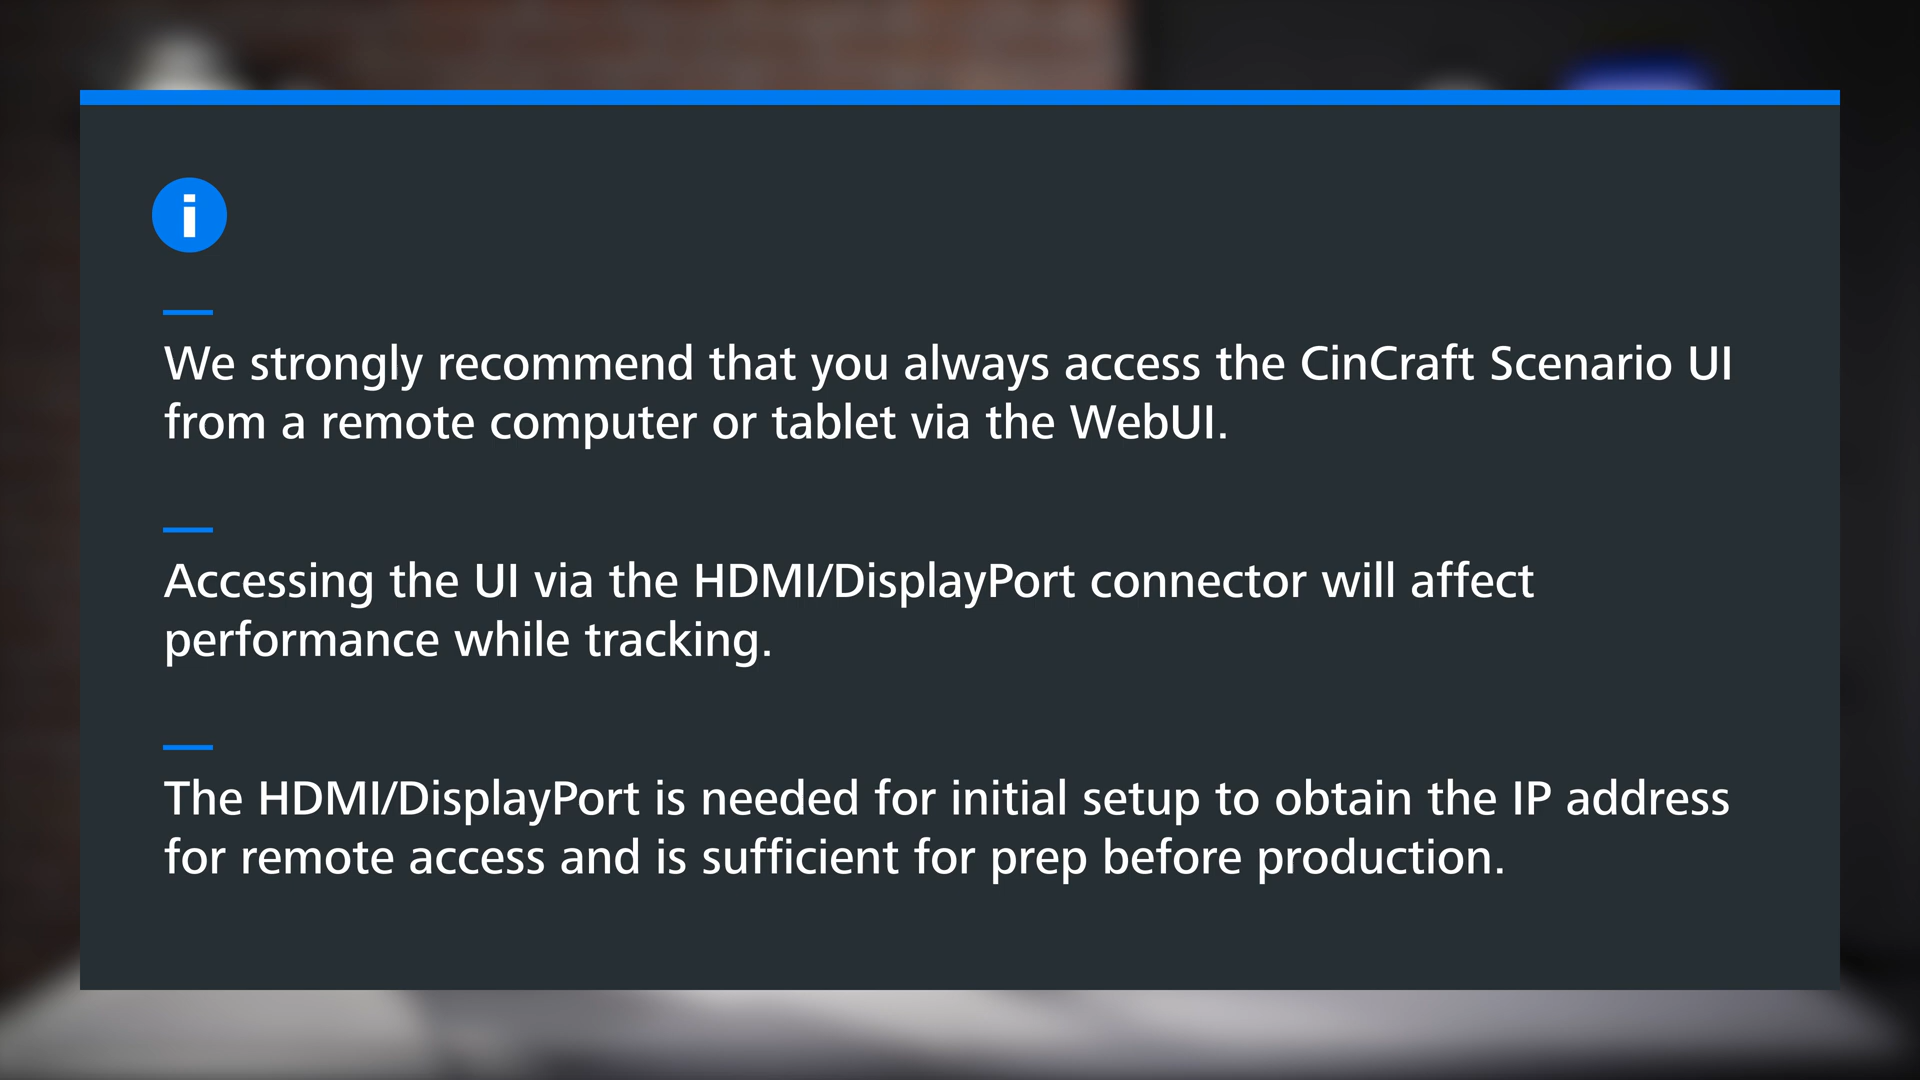 i
We strongly recommend that you always access the CinCraft Scenario UI
from a remote computer or tablet via the WebUI.
Accessing the UI via the HDMI/DisplayPort connector will affect
performance while tracking.
The HDMI/DisplayPort is needed for initial setup to obtain the IP address
for remote access and is sufficient for prep before production.